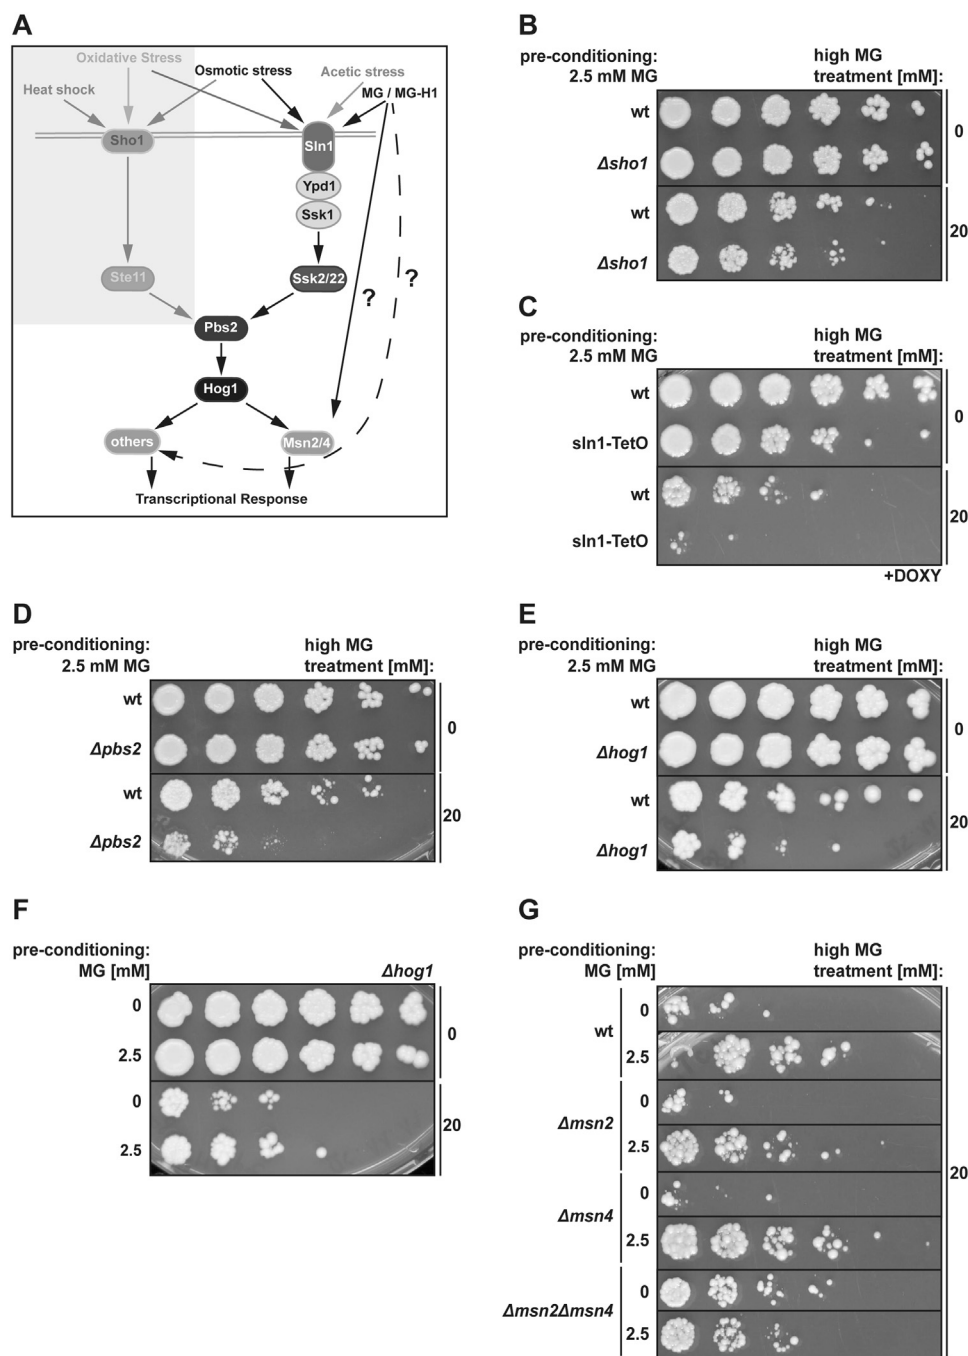 A
Oxidative Stress
Osmotic stress
Acetic stress
Heat shock
MG / MG-H1
Sho1
Sln1
Ypd1
Ssk1
Ste11
Ssk2/22
?
?
Pbs2
Hog1
others
Msn2/4
Transcriptional Response
B
pre-conditioning:
2.5 mM MG
high MG
treatment [mM]:
wt
Δsho1
0
wt
Δsho1
20
C
pre-conditioning:
2.5 mM MG
high MG
treatment [mM]:
wt
sln1-TetO
0
wt
sln1-TetO
20
+DOXY
D
pre-conditioning:
2.5 mM MG
high MG
treatment [mM]:
wt
Δpbs2
0
wt
Δpbs2
20
E
pre-conditioning:
2.5 mM MG
high MG
treatment [mM]:
wt
Δhog1
0
wt
Δhog1
20
F
pre-conditioning:
MG [mM]
Δhog1
0
2.5
0
0
2.5
20
G
pre-conditioning:
MG [mM]
high MG
treatment [mM]:
wt
0
2.5
Δmsn2
0
2.5
Δmsn4
0
2.5
Δmsn2Δmsn4
0
2.5
20